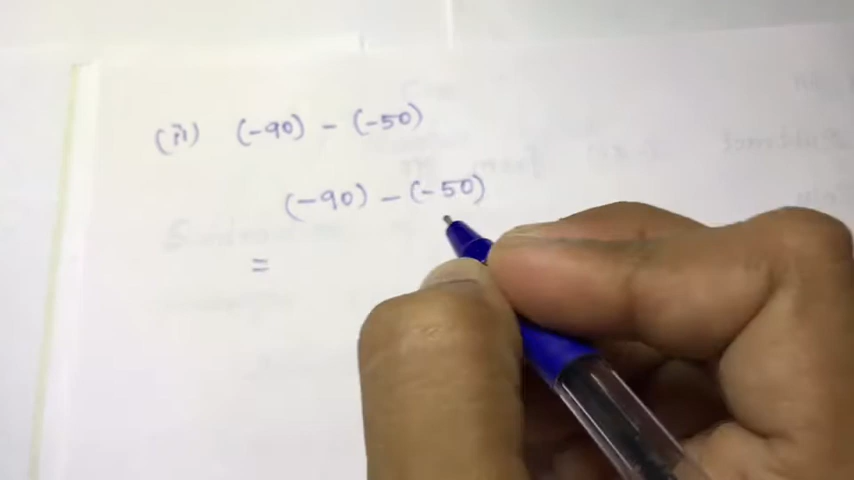 (ii) (-90) - (-50)
(-90) - (-50)
=